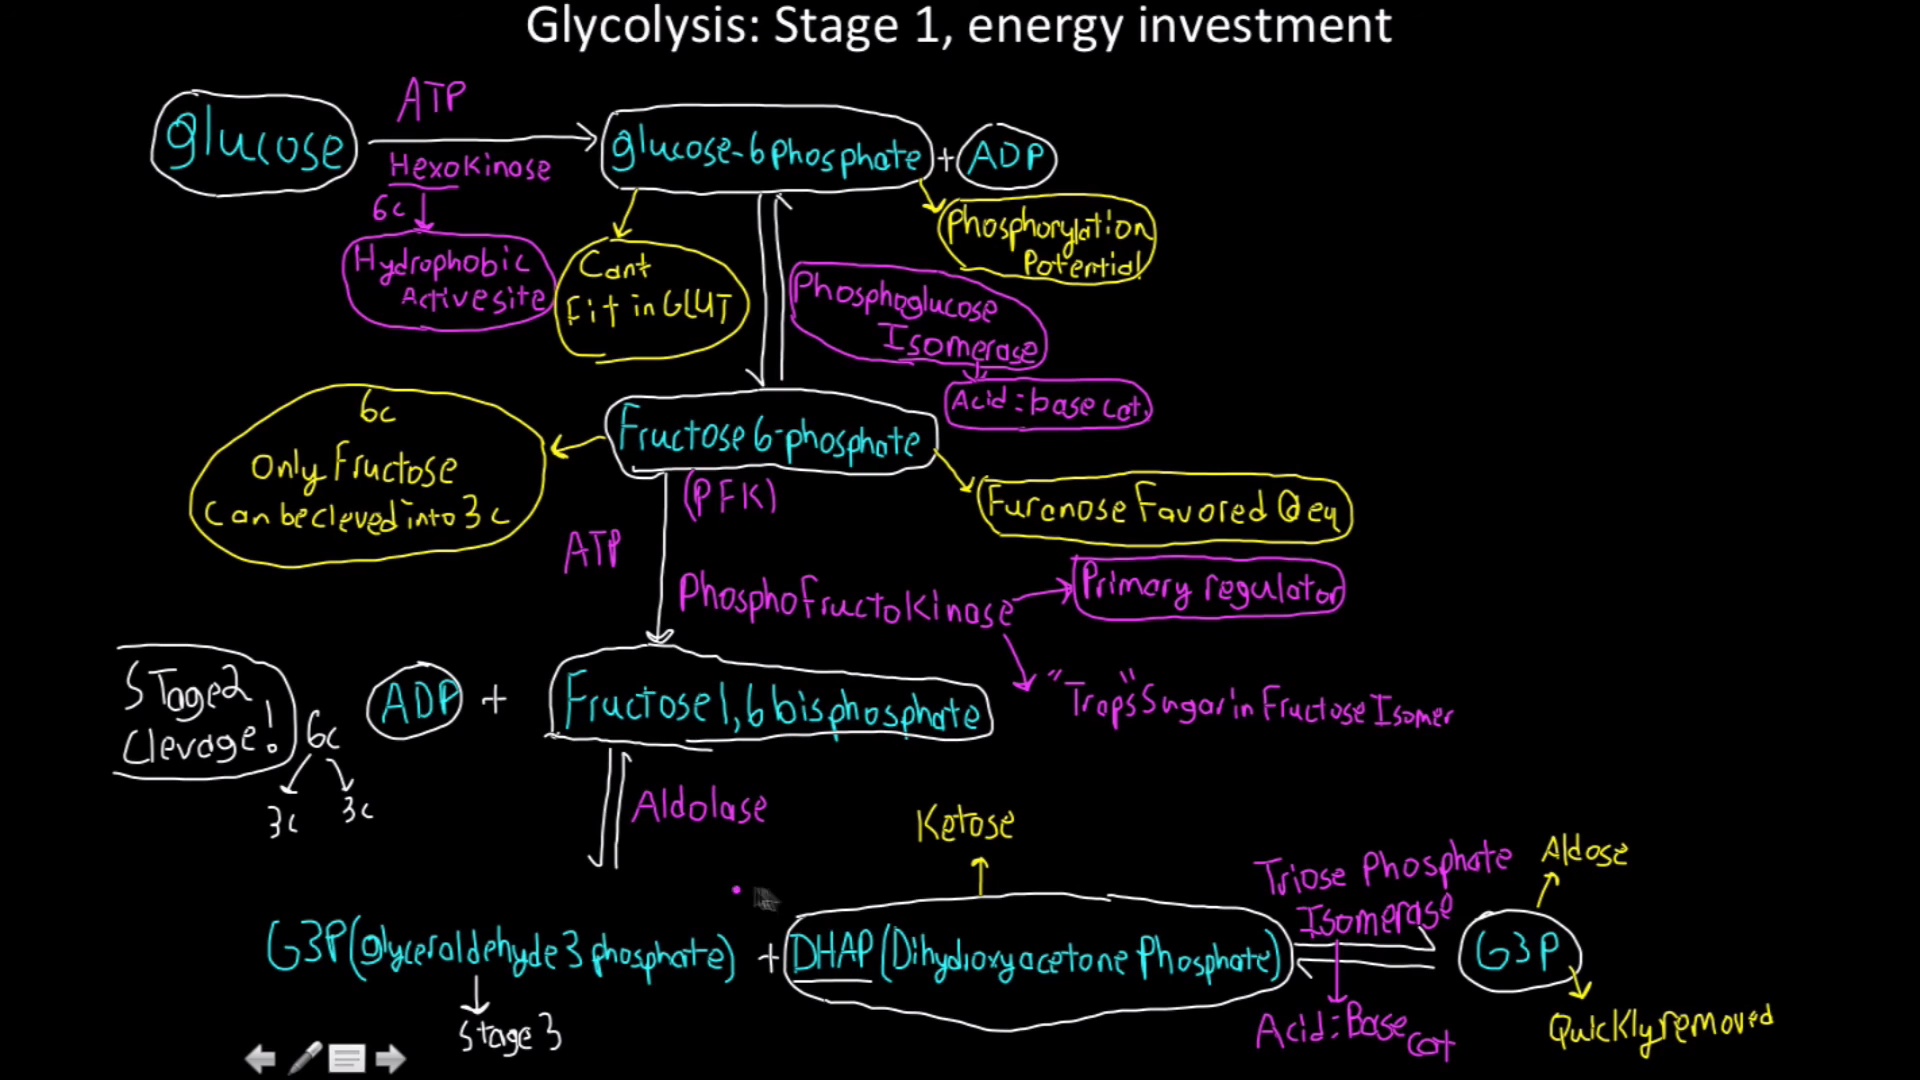 Glycolysis: Stage 1, energy investment
glucose
ATP
Hexokinase
6c
Hydrophobic
Active site
glucose-6 phosphate + ADP
Cant
Fit in GLUT
Phosphorylation
Potential
Phosphoglucose
Isomerase
Acid:base cat.
Fructose 6-phosphate
6c
Only Fructose
Can be cleved into 3c
Furanose Favored @ eq
(PFK)
ATP
Phosphofructokinase
Primary regulator
"Traps" Sugar in Fructose Isomer
STage 2
Clevage!
6c
3c 3c
ADP + Fructose 1,6 bisphosphate
Aldolase
Ketose
G3P (glyceraldehyde 3 phosphate) + DHAP (Dihydroxyacetone Phosphate)
Stage 3
Triose Phosphate
Isomerase
Acid:Base cat
Aldose
G3P
Quickly removed